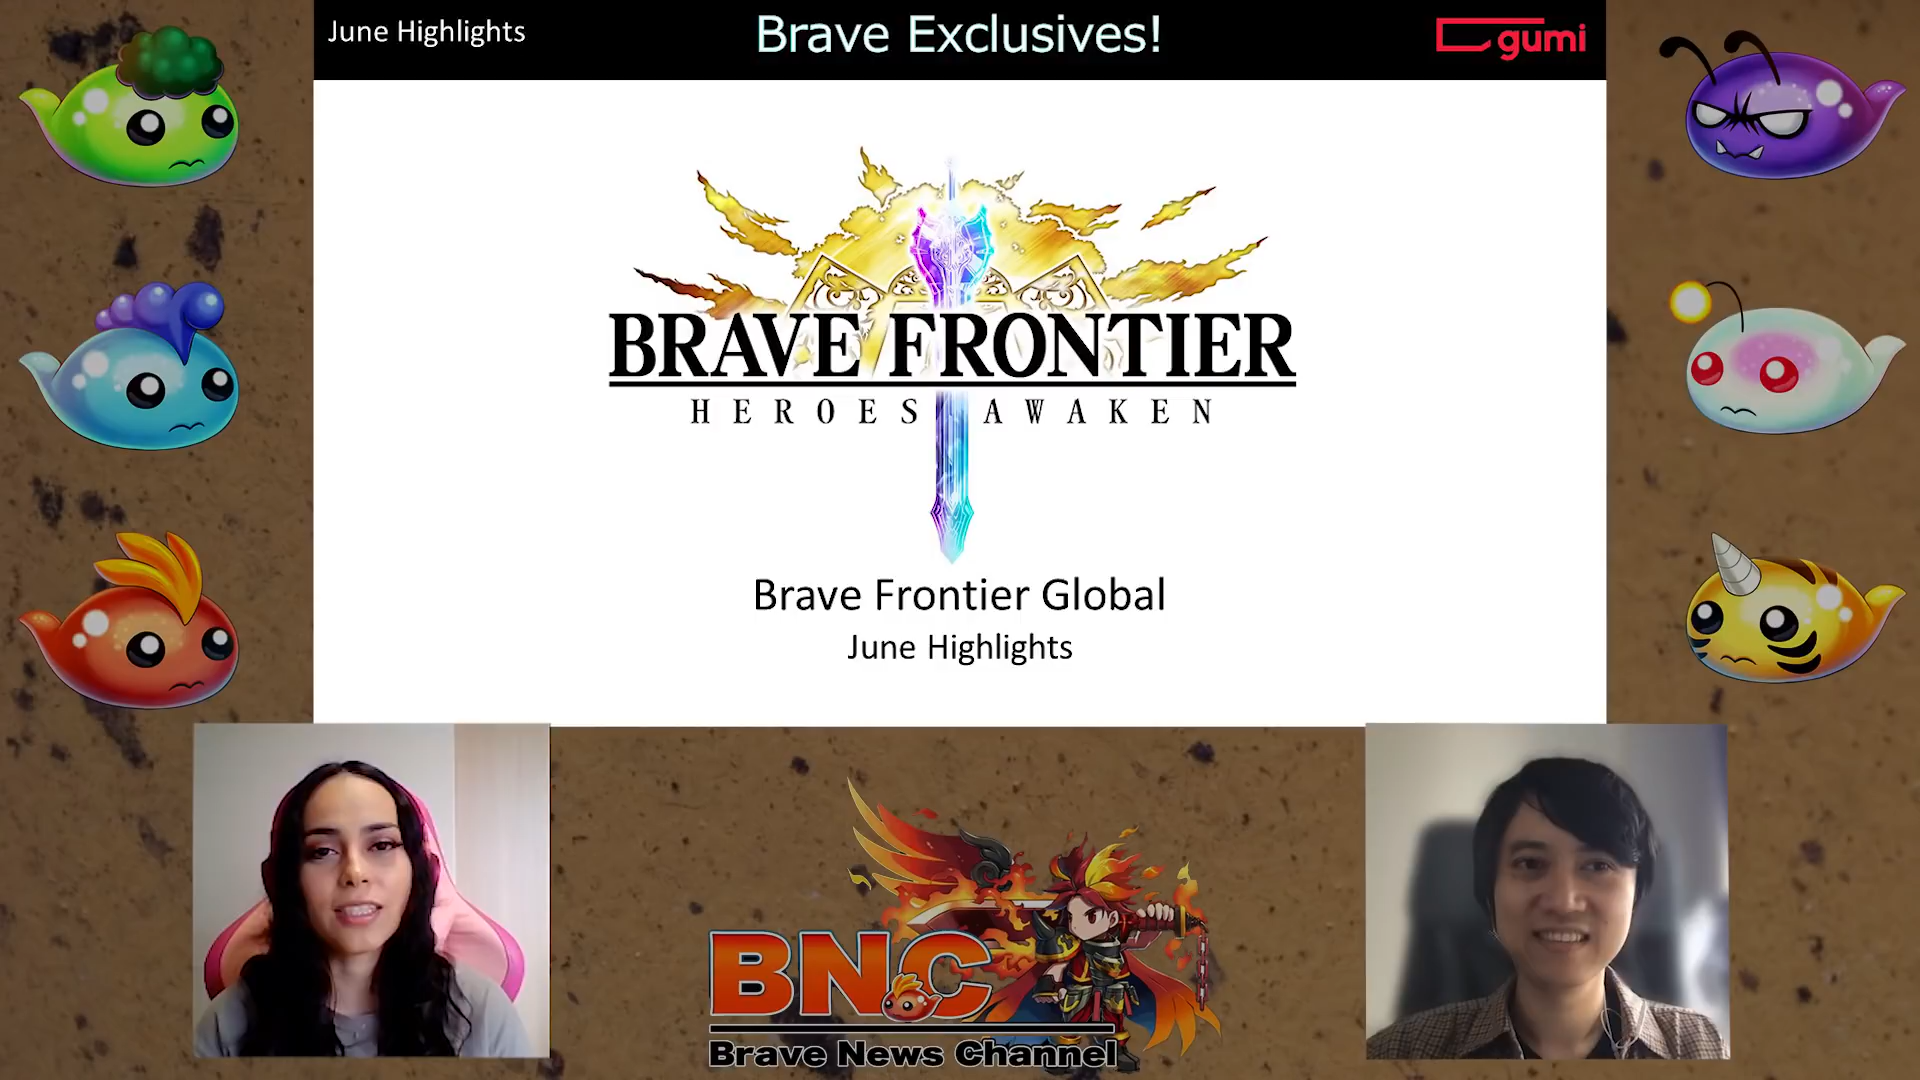 June Highlights
Brave Exclusives!
gumi
BRAVE FRONTIER
HEROES AWAKEN
Brave Frontier Global
June Highlights
BNC
Brave News Channel